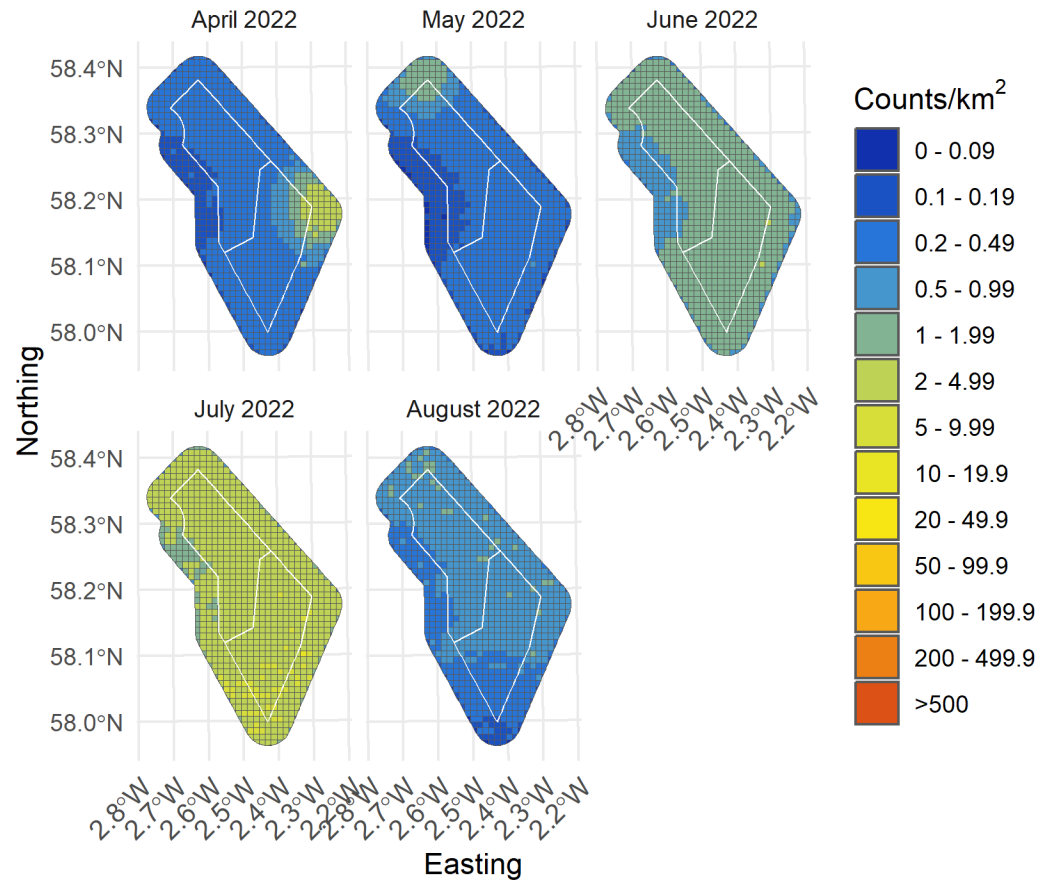 April 2022
May 2022
June 2022
58.4°N
58.3°N
58.2°N
58.1°N
58.0°N
2.8°W
2.7°W
2.6°W
2.5°W
2.4°W
2.3°W
2.2°W
July 2022
August 2022
58.4°N
58.3°N
58.2°N
58.1°N
58.0°N
2.8°W
2.7°W
2.6°W
2.5°W
2.4°W
2.3°W
2.2°W
2.8°W
2.7°W
2.6°W
2.5°W
2.4°W
2.3°W
2.2°W
Northing
Easting
Counts/km²
0 - 0.09
0.1 - 0.19
0.2 - 0.49
0.5 - 0.99
1 - 1.99
2 - 4.99
5 - 9.99
10 - 19.9
20 - 49.9
50 - 99.9
100 - 199.9
200 - 499.9
>500